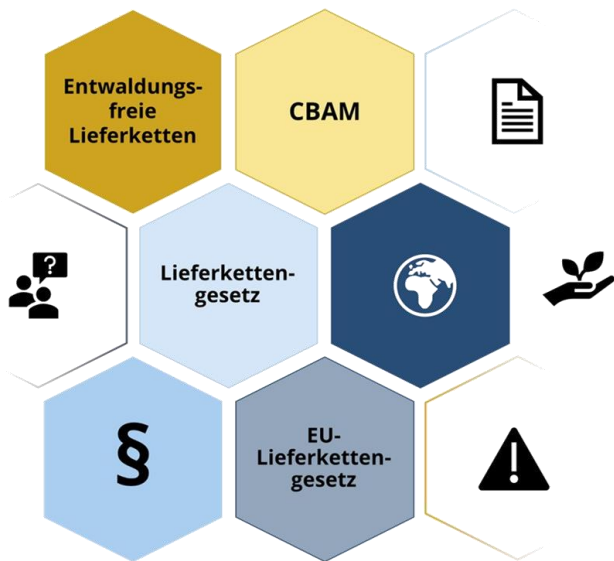 Entwaldungs-
freie
Lieferketten
CBAM
?
Lieferketten-
gesetz
§
EU-
Lieferketten-
gesetz
!